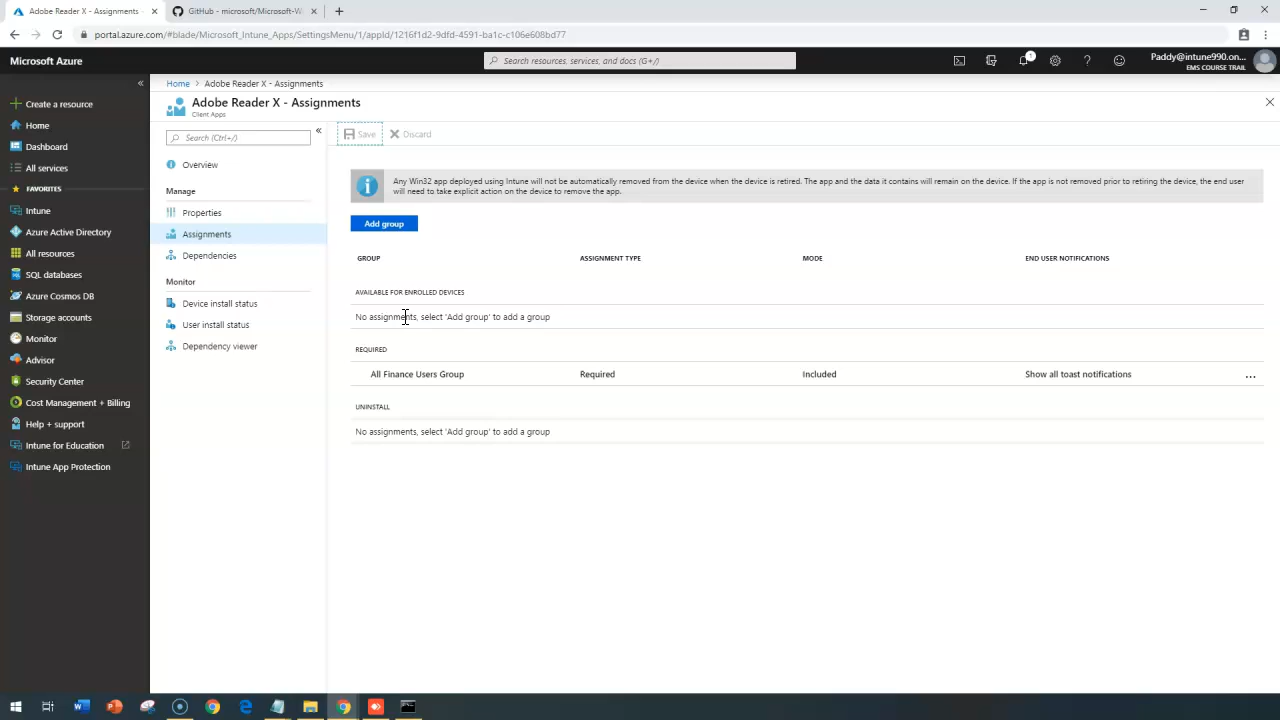 Adobe Reader X - Assignments
GitHub - microsoft/Microsoft-W
portal.azure.com/#blade/Microsoft_Intune_Apps/SettingsMenu/1/appId/1216f1d2-9dfd-4591-ba1c-c106e608bd77
Microsoft Azure
Search resources, services, and docs (G+/)
1
Paddy@intune990.on...
EMS COURSE TRAIL
Create a resource
Home
Dashboard
All services
FAVORITES
Intune
Azure Active Directory
All resources
SQL databases
Azure Cosmos DB
Storage accounts
Monitor
Advisor
Security Center
Cost Management + Billing
Help + support
Intune for Education
Intune App Protection
Home > Adobe Reader X - Assignments
Adobe Reader X - Assignments
Client Apps
Search (Ctrl+/)
Overview
Manage
Properties
Assignments
Dependencies
Monitor
Device install status
User install status
Dependency viewer
Save
Discard
Any Win32 app deployed using Intune will not be automatically removed from the device when the device is retired. The app and the data it contains will remain on the device. If the app is not removed prior to retiring the device, the end user
will need to take explicit action on the device to remove the app.
Add group
GROUP ASSIGNMENT TYPE MODE END USER NOTIFICATIONS
AVAILABLE FOR ENROLLED DEVICES
No assignments, select 'Add group' to add a group
REQUIRED
All Finance Users Group Required Included Show all toast notifications ...
UNINSTALL
No assignments, select 'Add group' to add a group